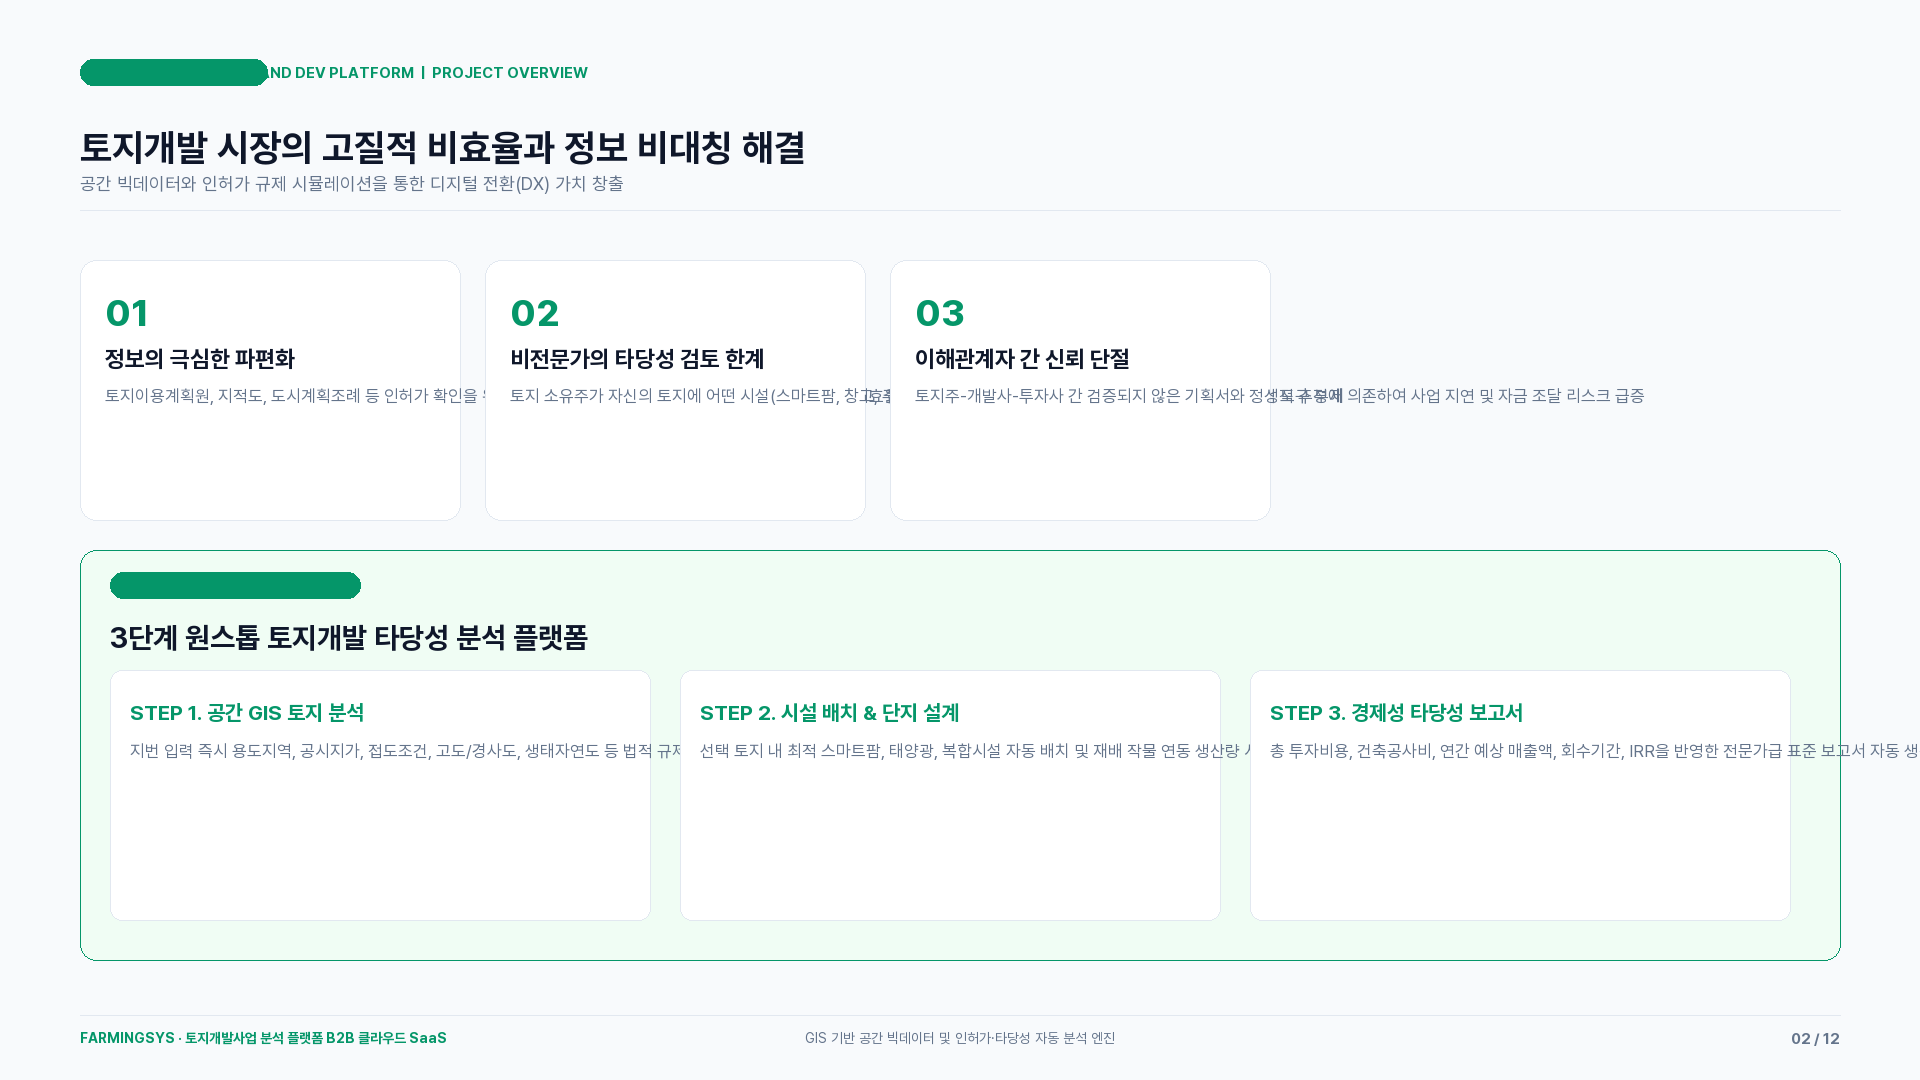 AND DEV PLATFORM | PROJECT OVERVIEW
토지개발 시장의 고질적 비효율과 정보 비대칭 해결
공간 빅데이터와 인허가 규제 시뮬레이션을 통한 디지털 전환(DX) 가치 창출
01
정보의 극심한 파편화
토지이용계획원, 지적도, 도시계획조례 등 인허가 확인을
02
비전문가의 타당성 검토 한계
토지 소유주가 자신의 토지에 어떤 시설(스마트팜, 창고,
03
이해관계자 간 신뢰 단절
토지주-개발사-투자사 간 검증되지 않은 기획서와 정성적 추정에 의존하여 사업 지연 및 자금 조달 리스크 급증
3단계 원스톱 토지개발 타당성 분석 플랫폼
STEP 1. 공간 GIS 토지 분석
지번 입력 즉시 용도지역, 공시지가, 접도조건, 고도/경사도, 생태자연도 등 법적 규제
STEP 2. 시설 배치 & 단지 설계
선택 토지 내 최적 스마트팜, 태양광, 복합시설 자동 배치 및 재배 작물 연동 생산량
STEP 3. 경제성 타당성 보고서
총 투자비용, 건축공사비, 연간 예상 매출액, 회수기간, IRR을 반영한 전문가급 표준 보고서 자동 생
FARMINGSYS · 토지개발사업 분석 플랫폼 B2B 클라우드 SaaS
GIS 기반 공간 빅데이터 및 인허가·타당성 자동 분석 엔진
02 / 12